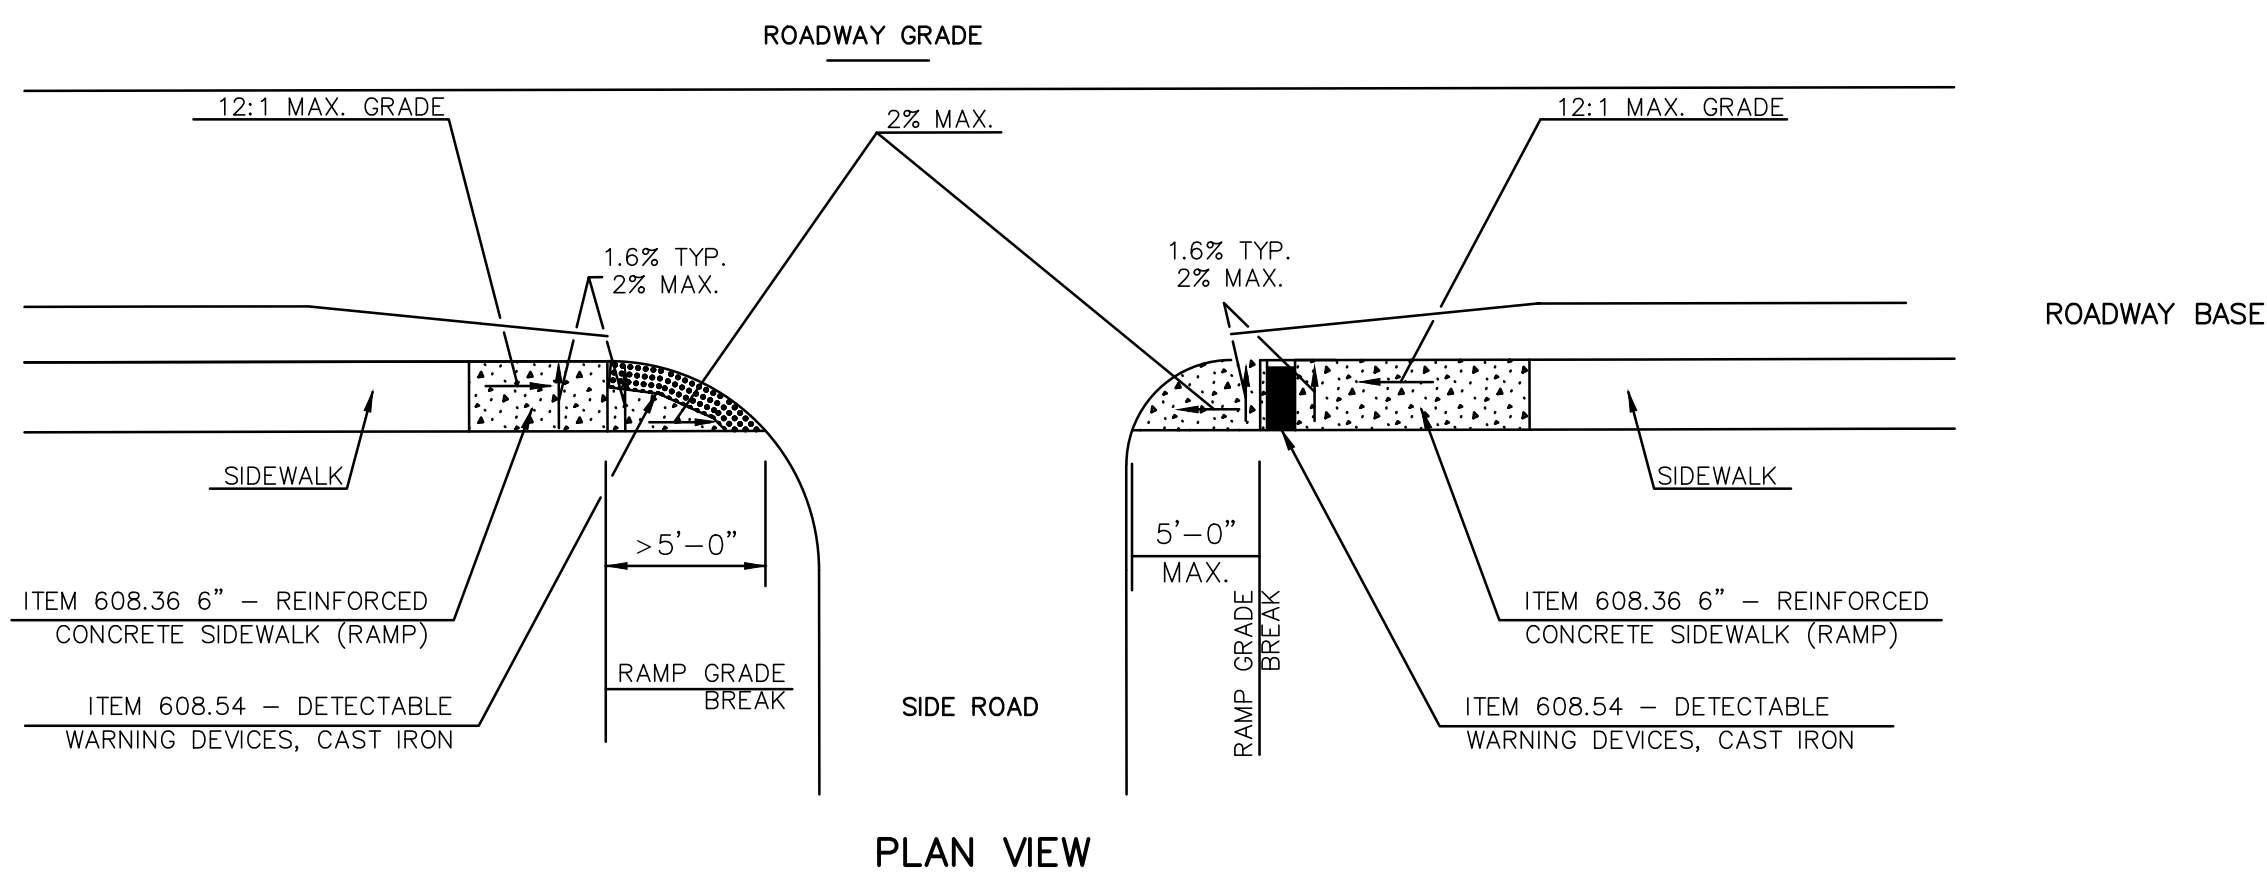 ROADWAY GRADE
12:1 MAX. GRADE
2% MAX.
12:1 MAX. GRADE
1.6% TYP.
2% MAX.
1.6% TYP.
2% MAX.
ROADWAY BASE
SIDEWALK
SIDEWALK
>5'-0"
5'-0"
MAX.
ITEM 608.36 6" - REINFORCED
CONCRETE SIDEWALK (RAMP)
ITEM 608.36 6" - REINFORCED
CONCRETE SIDEWALK (RAMP)
RAMP GRADE
BREAK
RAMP GRADE
BREAK
ITEM 608.54 - DETECTABLE
WARNING DEVICES, CAST IRON
SIDE ROAD
ITEM 608.54 - DETECTABLE
WARNING DEVICES, CAST IRON
PLAN VIEW